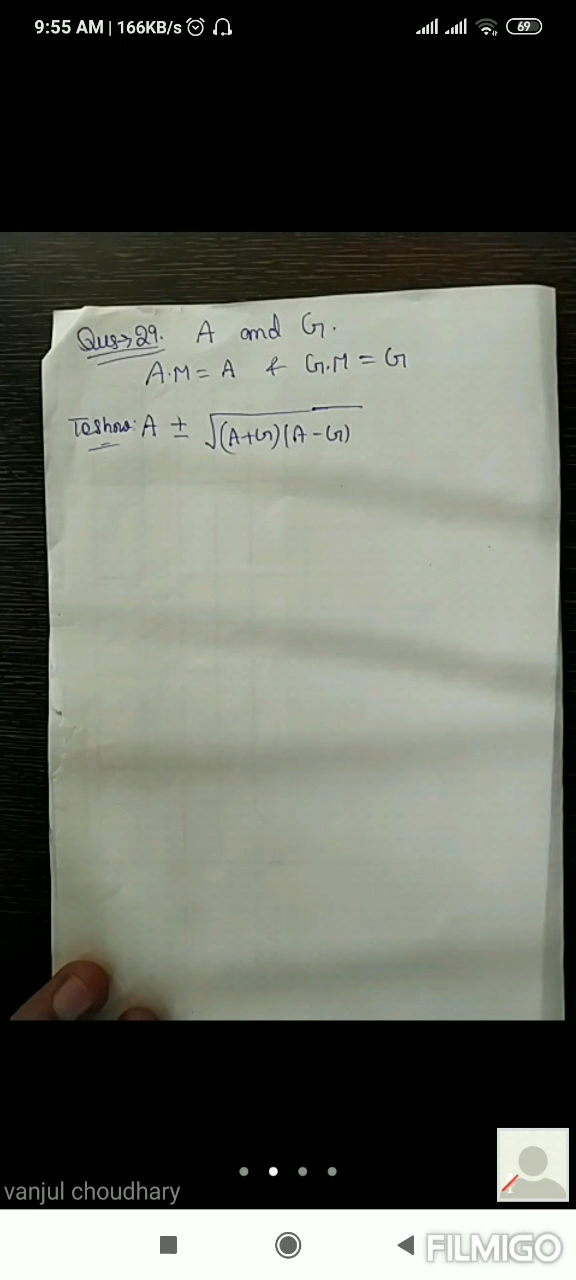 9:55 AM | 166KB/s
69
Ques→29. A and G.
A.M = A & G.M = G
To show: A ± √(A+G)(A-G)
vanjul choudhary
FILMIGO